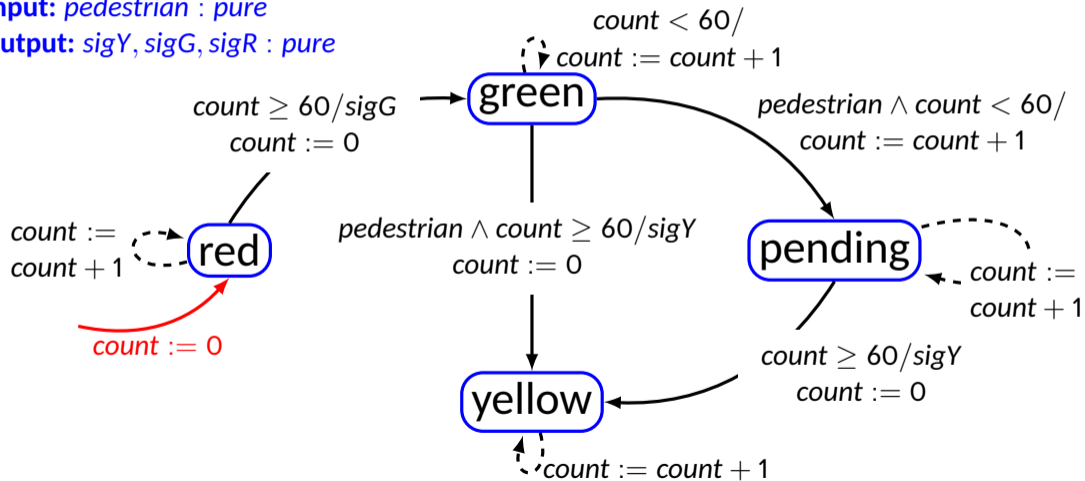 nput: pedestrian : pure
utput: sigY, sigG, sigR : pure
count < 60/
count := count + 1
green
count ≥ 60/sigG
count := 0
pedestrian ∧ count < 60/
count := count + 1
count :=
count + 1
red
pedestrian ∧ count ≥ 60/sigY
count := 0
pending
count :=
count + 1
count := 0
count ≥ 60/sigY
count := 0
yellow
count := count + 1